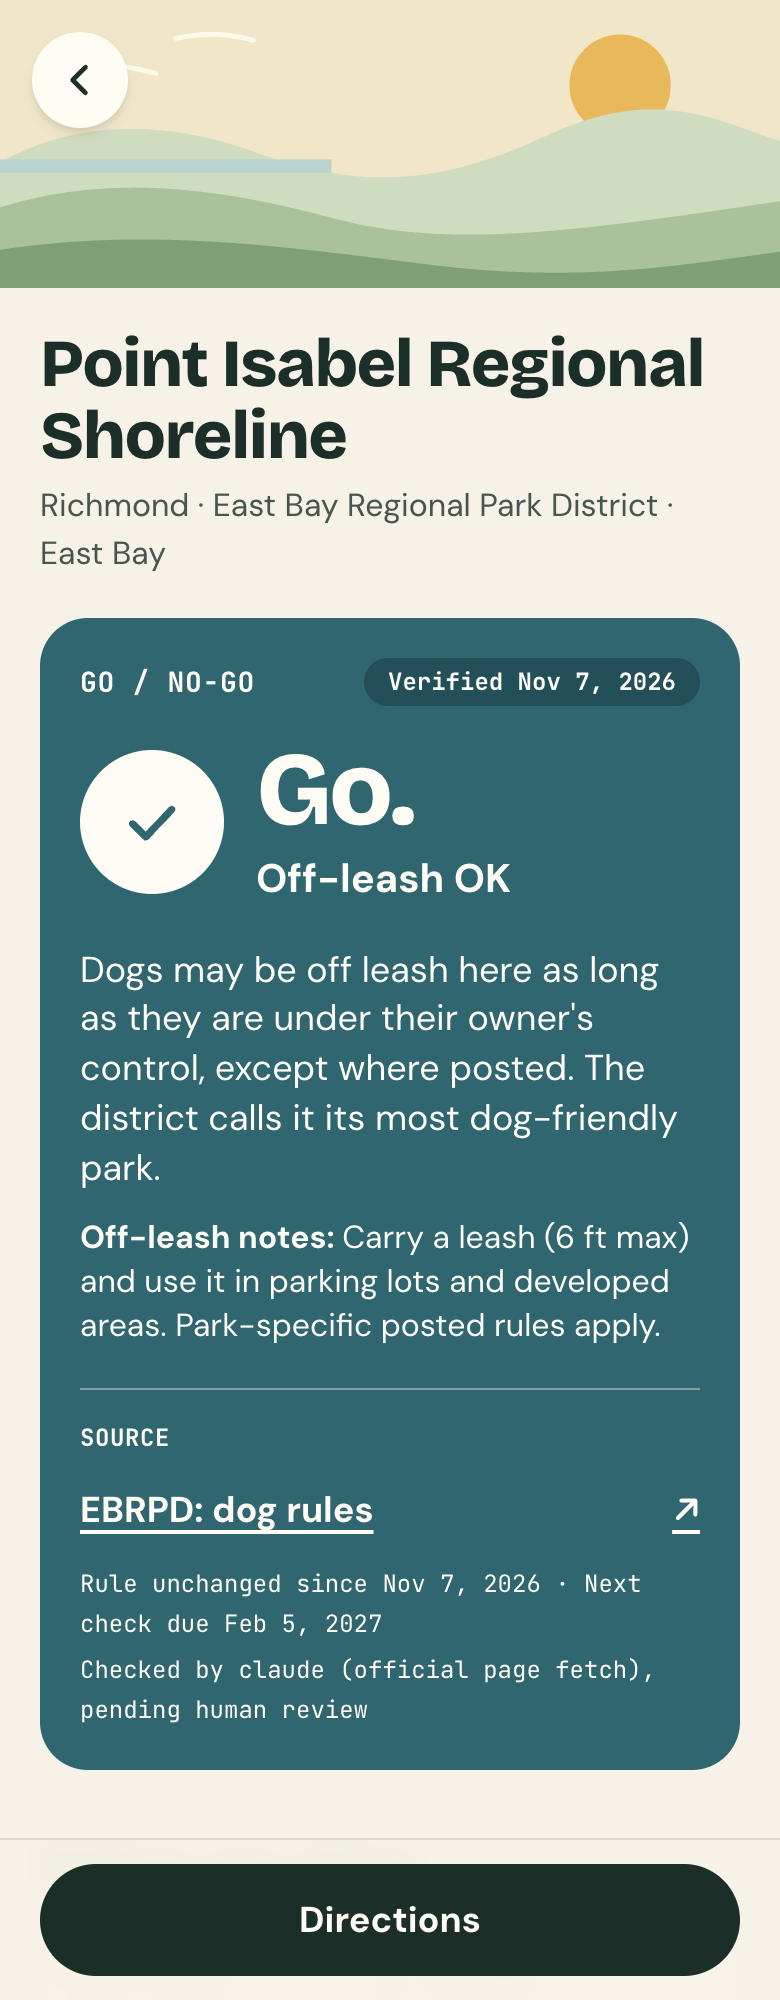 Point Isabel Regional
Shoreline
Richmond · East Bay Regional Park District ·
East Bay
GO / NO-GO
Verified Nov 7, 2026
Go.
Off-leash OK
Dogs may be off leash here as long
as they are under their owner's
control, except where posted. The
district calls it its most dog-friendly
park.
Off-leash notes: Carry a leash (6 ft max)
and use it in parking lots and developed
areas. Park-specific posted rules apply.
SOURCE
EBRPD: dog rules
Rule unchanged since Nov 7, 2026 · Next
check due Feb 5, 2027
Checked by claude (official page fetch),
pending human review
Directions